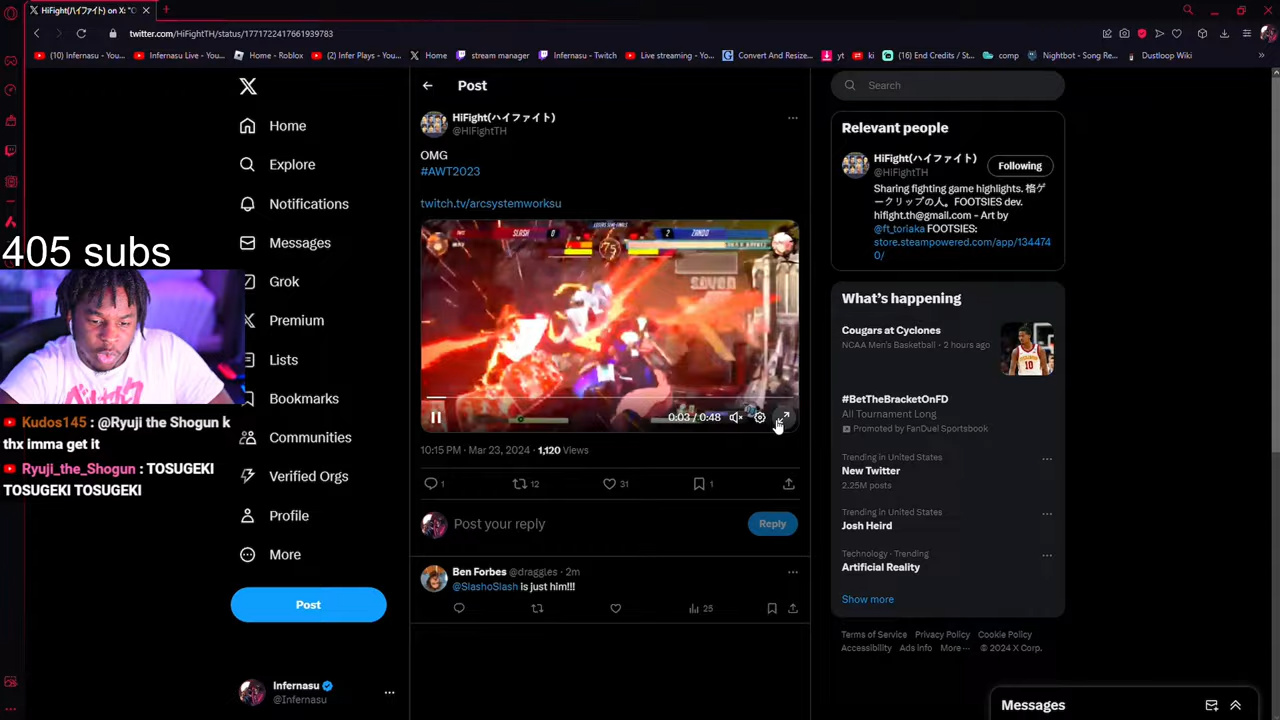 HiFight(ハイファイト) on X: "O
twitter.com/HiFightTH/status/1771722417661939783
(10) Infernasu - You...
Infernasu Live - You...
Home - Roblox
(2) Infer Plays - You...
Home
stream manager
Infernasu - Twitch
Live streaming - You...
Convert And Resize...
yt
ki
(16) End Credits / St...
comp
Nightbot - Song Re...
Dustloop Wiki
Home
Explore
Notifications
Messages
Grok
Premium
Lists
Bookmarks
Communities
Verified Orgs
Profile
More
Post
Infernasu
@Infernasu
405 subs
Kudos145 : @Ryuji the Shogun k
thx imma get it
Ryuji_the_Shogun : TOSUGEKI
TOSUGEKI TOSUGEKI
Post
HiFight(ハイファイト)
@HiFightTH
OMG
#AWT2023
twitch.tv/arcsystemworksu
LOSERS SEMI-FINALS
SLASH 0
75
2 ZANDO
0:03 / 0:48
10:15 PM · Mar 23, 2024 · 1,120 Views
1
12
31
1
Post your reply
Reply
Ben Forbes @draggles · 2m
@SlashoSlash is just him!!!
25
Search
Relevant people
HiFight(ハイファイト)
@HiFightTH
Following
Sharing fighting game highlights. 格ゲ
ークリップの人。FOOTSIES dev.
hifight.th@gmail.com - Art by
@ft_toriaka FOOTSIES:
store.steampowered.com/app/134474
0/
What's happening
Cougars at Cyclones
NCAA Men's Basketball · 2 hours ago
#BetTheBracketOnFD
All Tournament Long
Promoted by FanDuel Sportsbook
Trending in United States
New Twitter
2.25M posts
Trending in United States
Josh Heird
Technology · Trending
Artificial Reality
Show more
Terms of Service Privacy Policy Cookie Policy
Accessibility Ads Info More ··· © 2024 X Corp.
Messages